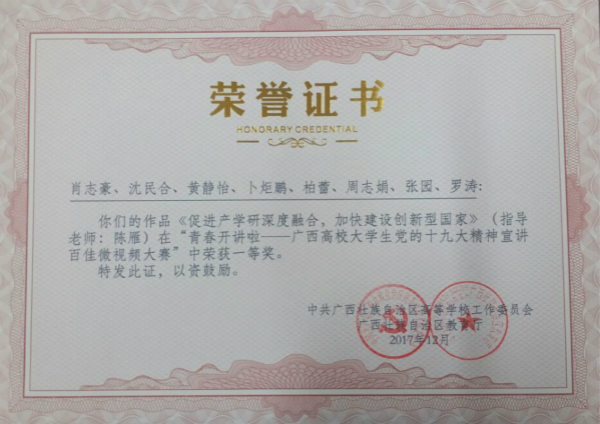 荣誉证书
HONORARY CREDENTIAL
肖志豪、沈民合、黄静怡、卜炬鹏、柏蕾、周志娟、张园、罗涛:
你们的作品《促进产学研深度融合，加快建设创新型国家》（指导
老师：陈雁）在“青春开讲啦——广西高校大学生党的十九大精神宣讲
百佳微视频大赛”中荣获一等奖。
特发此证，以资鼓励。
中共广西壮族自治区高等学校工作委员会
广西壮族自治区教育厅
2017年12月